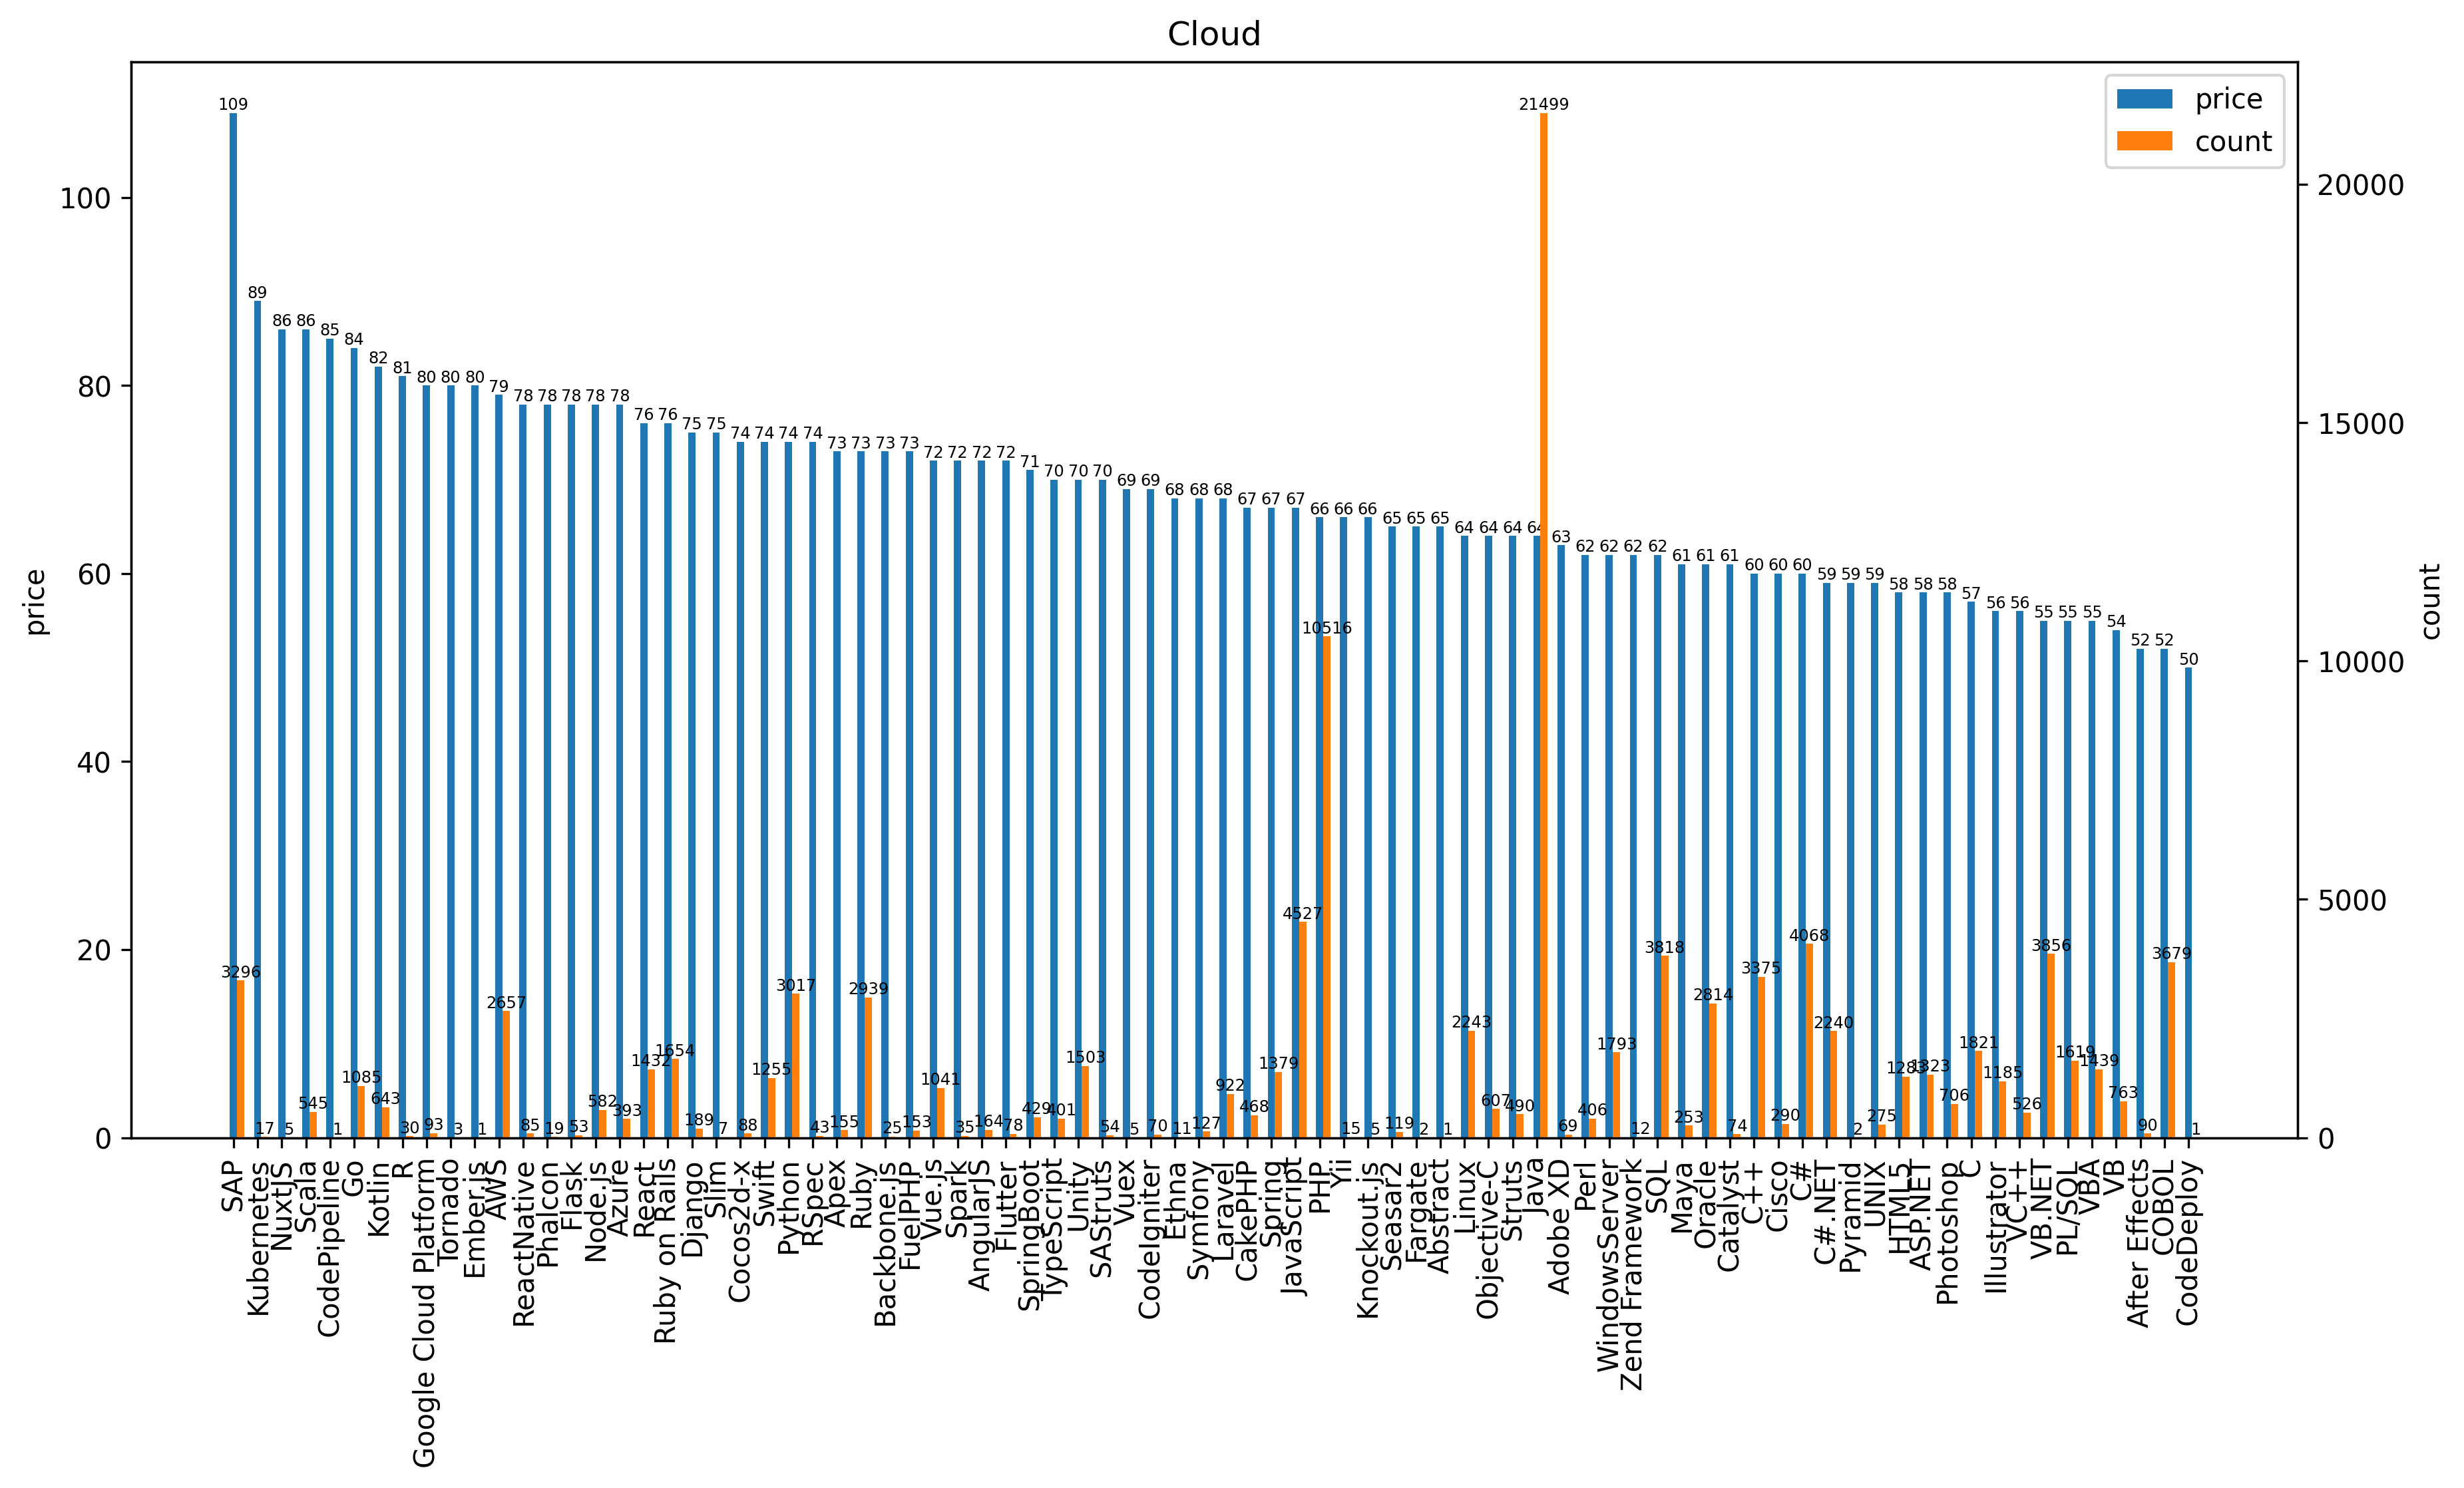 Cloud
price
count
109
89
86
86
85
84
82
81
80
80
80
79
78
78
78
78
78
76
76
75
75
74
74
74
74
73
73
73
73
72
72
72
72
71
70
70
70
69
69
68
68
68
67
67
67
66
66
66
65
65
65
64
64
64
64
63
62
62
62
62
61
61
61
60
60
60
59
59
59
58
58
58
57
56
56
55
55
55
54
52
52
50
3296
17
5
545
1
1085
643
30
93
3
1
2657
85
19
53
582
393
1432
1654
189
7
88
1255
3017
43
155
2939
25
153
1041
35
164
78
429
401
1503
54
5
70
11
127
922
468
1379
4527
10516
15
5
119
2
1
2243
607
490
21499
69
406
1793
12
3818
253
2814
74
3375
290
4068
2240
2
275
1283
1323
706
1821
1185
526
3856
1619
1439
763
90
3679
1
price
100
80
60
40
20
0
count
20000
15000
10000
5000
0
SAP
Kubernetes
NuxtJS
Scala
CodePipeline
Go
Kotlin
R
Google Cloud Platform
Tornado
Ember.js
AWS
ReactNative
Phalcon
Flask
Node.js
Azure
React
Ruby on Rails
Django
Slim
Cocos2d-x
Swift
Python
RSpec
Apex
Ruby
Backbone.js
FuelPHP
Vue.js
Spark
AngularJS
Flutter
SpringBoot
TypeScript
Unity
SAStruts
Vuex
CodeIgniter
Ethna
Symfony
Laravel
CakePHP
Spring
JavaScript
PHP
Yii
Knockout.js
Seasar2
Fargate
Abstract
Linux
Objective-C
Struts
Java
Adobe XD
Perl
WindowsServer
Zend Framework
SQL
Maya
Oracle
Catalyst
C++
Cisco
C#
C#.NET
Pyramid
UNIX
HTML5
ASP.NET
Photoshop
C
Illustrator
VC++
VB.NET
PL/SQL
VBA
VB
After Effects
COBOL
CodeDeploy